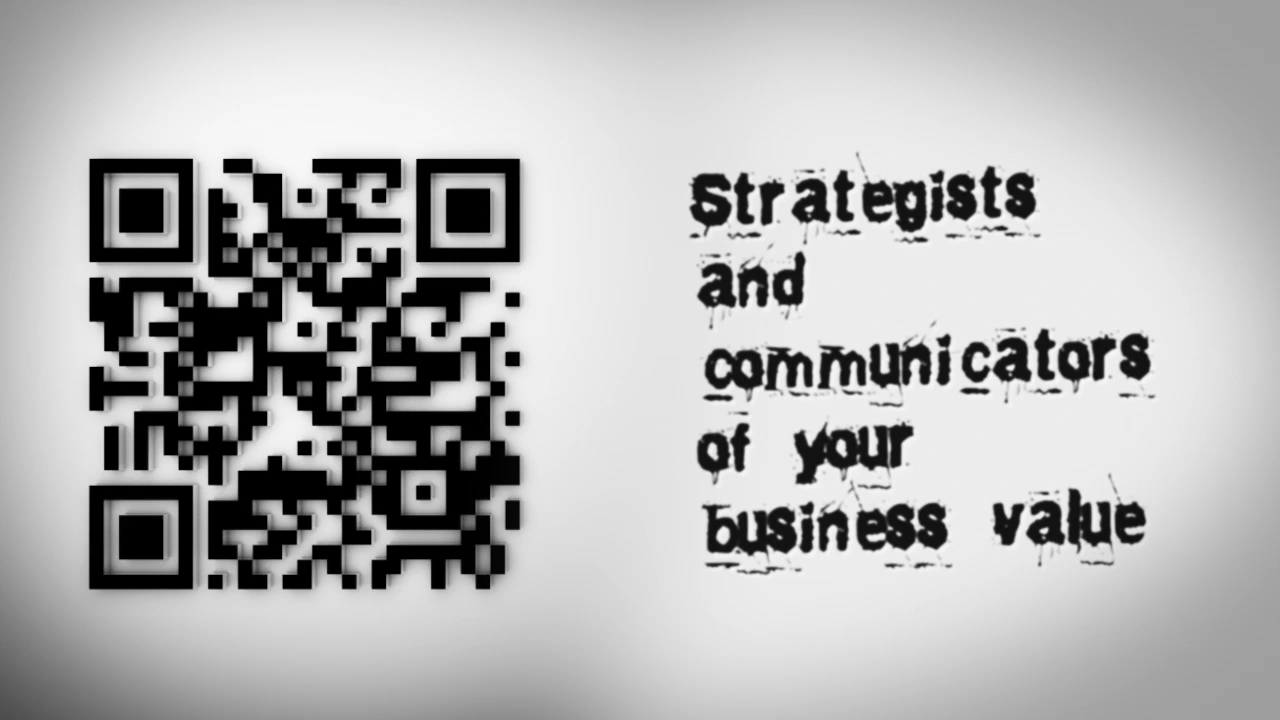 Strategists
and
communicators
of your
business value